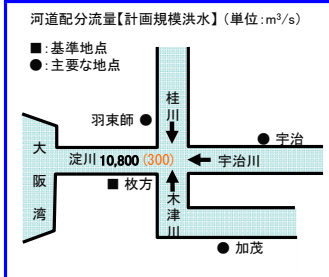 河道配分流量【計画規模洪水】(単位:m³/s)
■:基準地点
●:主要な地点
桂川
羽束師●
●宇治
大阪湾
淀川 10,800 (300)
宇治川
■枚方
木津川
●加茂